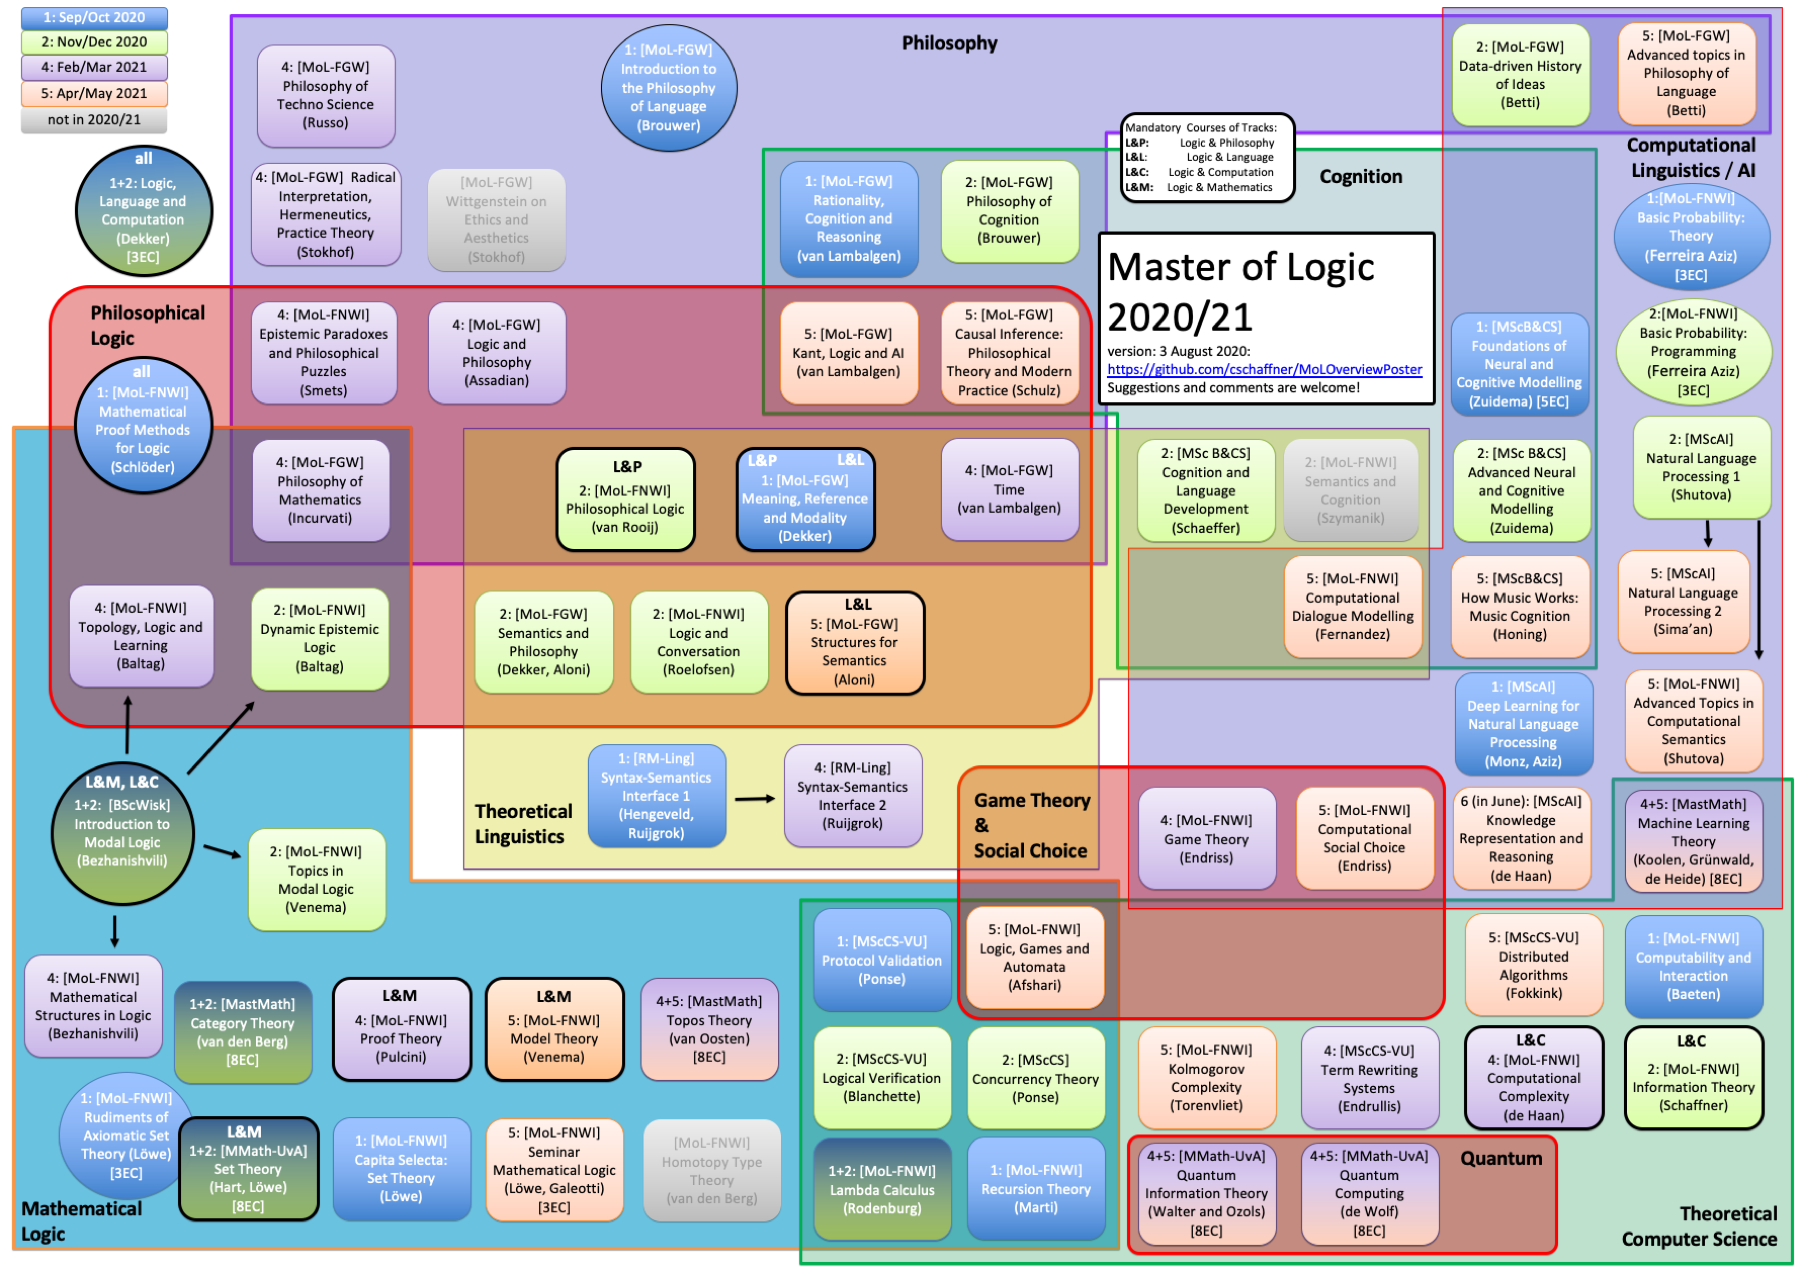 1: Sep/Oct 2020
2: Nov/Dec 2020
4: Feb/Mar 2021
5: Apr/May 2021
not in 2020/21
all
1+2: Logic,
Language and
Computation
(Dekker)
[3EC]
Philosophy
4: [MoL-FGW]
Philosophy of
Techno Science
(Russo)
1: [MoL-FGW]
Introduction to
the Philosophy
of Language
(Brouwer)
2: [MoL-FGW]
Data-driven History
of Ideas
(Betti)
5: [MoL-FGW]
Advanced topics in
Philosophy of
Language
(Betti)
Mandatory Courses of Tracks:
L&P: Logic & Philosophy
L&L: Logic & Language
L&C: Logic & Computation
L&M: Logic & Mathematics
Cognition
Computational
Linguistics / AI
4: [MoL-FGW] Radical
Interpretation,
Hermeneutics,
Practice Theory
(Stokhof)
[MoL-FGW]
Wittgenstein on
Ethics and
Aesthetics
(Stokhof)
1: [MoL-FGW]
Rationality,
Cognition and
Reasoning
(van Lambalgen)
2: [MoL-FGW]
Philosophy of
Cognition
(Brouwer)
1:[MoL-FNWI]
Basic Probability:
Theory
(Ferreira Aziz)
[3EC]
Master of Logic
2020/21
version: 3 August 2020:
https://github.com/cschaffner/MoLOverviewPoster
Suggestions and comments are welcome!
Philosophical
Logic
all
1: [MoL-FNWI]
Mathematical
Proof Methods
for Logic
(Schlöder)
4: [MoL-FNWI]
Epistemic Paradoxes
and Philosophical
Puzzles
(Smets)
4: [MoL-FGW]
Logic and
Philosophy
(Assadian)
5: [MoL-FGW]
Kant, Logic and AI
(van Lambalgen)
5: [MoL-FGW]
Causal Inference:
Philosophical
Theory and Modern
Practice (Schulz)
1: [MScB&CS]
Foundations of
Neural and
Cognitive Modelling
(Zuidema) [5EC]
2:[MoL-FNWI]
Basic Probability:
Programming
(Ferreira Aziz)
[3EC]
4: [MoL-FGW]
Philosophy of
Mathematics
(Incurvati)
L&P
2: [MoL-FNWI]
Philosophical Logic
(van Rooij)
L&P L&L
1: [MoL-FGW]
Meaning, Reference
and Modality
(Dekker)
4: [MoL-FGW]
Time
(van Lambalgen)
2: [MSc B&CS]
Cognition and
Language
Development
(Schaeffer)
2: [MoL-FNWI]
Semantics and
Cognition
(Szymanik)
2: [MSc B&CS]
Advanced Neural
and Cognitive
Modelling
(Zuidema)
2: [MScAI]
Natural Language
Processing 1
(Shutova)
4: [MoL-FNWI]
Topology, Logic and
Learning
(Baltag)
2: [MoL-FNWI]
Dynamic Epistemic
Logic
(Baltag)
2: [MoL-FGW]
Semantics and
Philosophy
(Dekker, Aloni)
2: [MoL-FNWI]
Logic and
Conversation
(Roelofsen)
L&L
5: [MoL-FGW]
Structures for
Semantics
(Aloni)
5: [MoL-FNWI]
Computational
Dialogue Modelling
(Fernandez)
5: [MScB&CS]
How Music Works:
Music Cognition
(Honing)
5: [MScAI]
Natural Language
Processing 2
(Sima’an)
1: [MScAI]
Deep Learning for
Natural Language
Processing
(Monz, Aziz)
5: [MoL-FNWI]
Advanced Topics in
Computational
Semantics
(Shutova)
L&M, L&C
1+2: [BScWisk]
Introduction to
Modal Logic
(Bezhanishvili)
Theoretical
Linguistics
1: [RM-Ling]
Syntax-Semantics
Interface 1
(Hengeveld,
Ruijgrok)
4: [RM-Ling]
Syntax-Semantics
Interface 2
(Ruijgrok)
Game Theory
&
Social Choice
4: [MoL-FNWI]
Game Theory
(Endriss)
5: [MoL-FNWI]
Computational
Social Choice
(Endriss)
6 (in June): [MScAI]
Knowledge
Representation and
Reasoning
(de Haan)
4+5: [MastMath]
Machine Learning
Theory
(Koolen, Grünwald,
de Heide) [8EC]
2: [MoL-FNWI]
Topics in
Modal Logic
(Venema)
1: [MScCS-VU]
Protocol Validation
(Ponse)
5: [MoL-FNWI]
Logic, Games and
Automata
(Afshari)
5: [MScCS-VU]
Distributed
Algorithms
(Fokkink)
1: [MoL-FNWI]
Computability and
Interaction
(Baeten)
4: [MoL-FNWI]
Mathematical
Structures in Logic
(Bezhanishvili)
1+2: [MastMath]
Category Theory
(van den Berg)
[8EC]
L&M
4: [MoL-FNWI]
Proof Theory
(Pulcini)
L&M
5: [MoL-FNWI]
Model Theory
(Venema)
4+5: [MastMath]
Topos Theory
(van Oosten)
[8EC]
2: [MScCS-VU]
Logical Verification
(Blanchette)
2: [MScCS]
Concurrency Theory
(Ponse)
5: [MoL-FNWI]
Kolmogorov
Complexity
(Torenvliet)
4: [MScCS-VU]
Term Rewriting
Systems
(Endrullis)
L&C
4: [MoL-FNWI]
Computational
Complexity
(de Haan)
L&C
2: [MoL-FNWI]
Information Theory
(Schaffner)
1: [MoL-FNWI]
Rudiments of
Axiomatic Set
Theory (Löwe)
[3EC]
L&M
1+2: [MMath-UvA]
Set Theory
(Hart, Löwe)
[8EC]
1: [MoL-FNWI]
Capita Selecta:
Set Theory
(Löwe)
5: [MoL-FNWI]
Seminar
Mathematical Logic
(Löwe, Galeotti)
[3EC]
[MoL-FNWI]
Homotopy Type
Theory
(van den Berg)
1+2: [MoL-FNWI]
Lambda Calculus
(Rodenburg)
1: [MoL-FNWI]
Recursion Theory
(Marti)
4+5: [MMath-UvA]
Quantum
Information Theory
(Walter and Ozols)
[8EC]
4+5: [MMath-UvA]
Quantum
Computing
(de Wolf)
[8EC]
Quantum
Mathematical
Logic
Theoretical
Computer Science